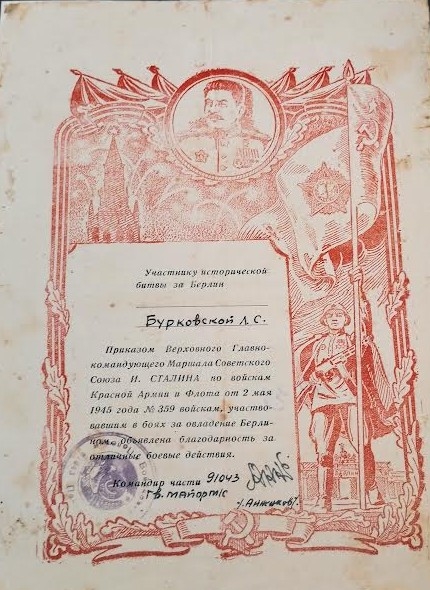 Участнику исторической
битвы за Берлин
Бурковской Л. С.
Приказом Верховного Главно-
командующего Маршала Советского
Союза И. СТАЛИНА по войскам
Красной Армии и Флота от 2 мая
1945 года № 359 войскам, участво-
вавшим в боях за овладение Берли-
ном, объявлена благодарность за
отличные боевые действия.
Командир части 91043
гв. майор т/с